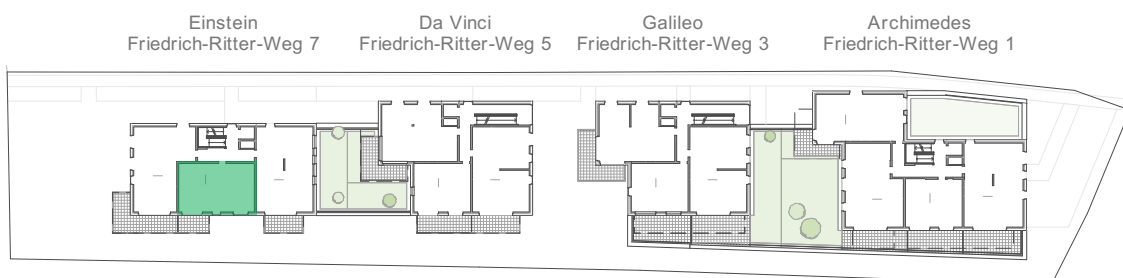 Einstein
Friedrich-Ritter-Weg 7
Da Vinci
Friedrich-Ritter-Weg 5
Galileo
Friedrich-Ritter-Weg 3
Archimedes
Friedrich-Ritter-Weg 1